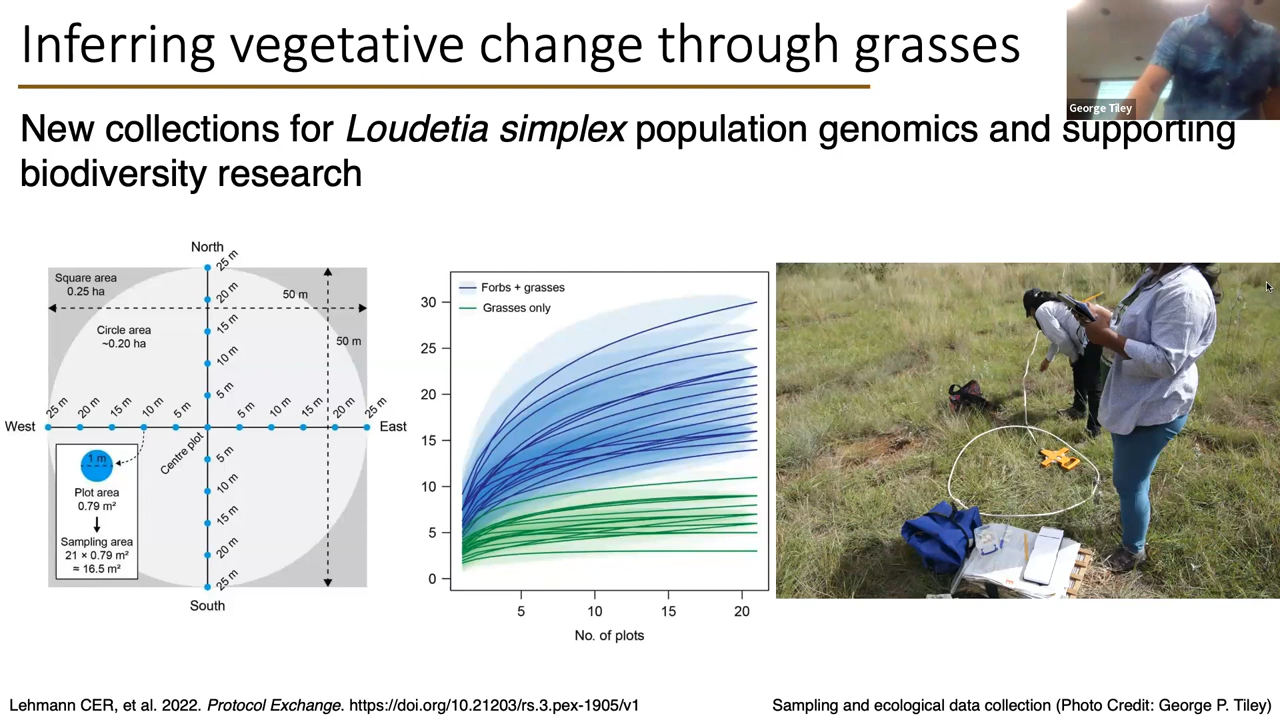 Inferring vegetative change through grasses
George Tiley
New collections for Loudetia simplex population genomics and supporting
biodiversity research
North
25 m
20 m
15 m
10 m
5 m
Square area
0.25 ha
50 m
Circle area
~0.20 ha
50 m
West
25 m
20 m
15 m
10 m
5 m
5 m
10 m
15 m
20 m
25 m
East
Centre plot
5 m
10 m
15 m
20 m
25 m
South
1 m
Plot area
0.79 m²
Sampling area
21 × 0.79 m²
≈ 16.5 m²
Forbs + grasses
Grasses only
30
25
20
15
10
5
0
5
10
15
20
No. of plots
Lehmann CER, et al. 2022. Protocol Exchange. https://doi.org/10.21203/rs.3.pex-1905/v1
Sampling and ecological data collection (Photo Credit: George P. Tiley)